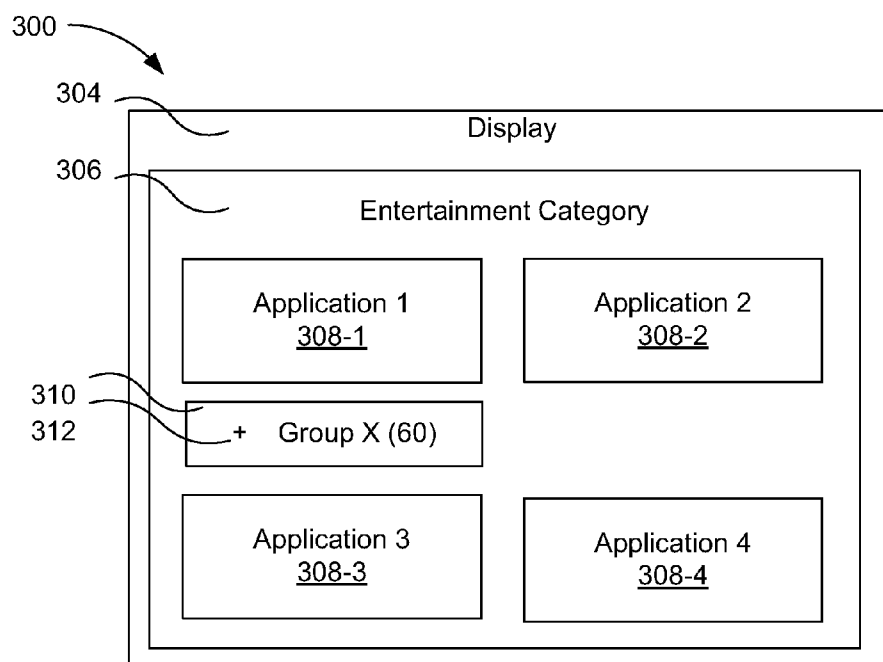 300
304
Display
306
Entertainment Category
Application 1
308-1
Application 2
308-2
310
312
+ Group X (60)
Application 3
308-3
Application 4
308-4